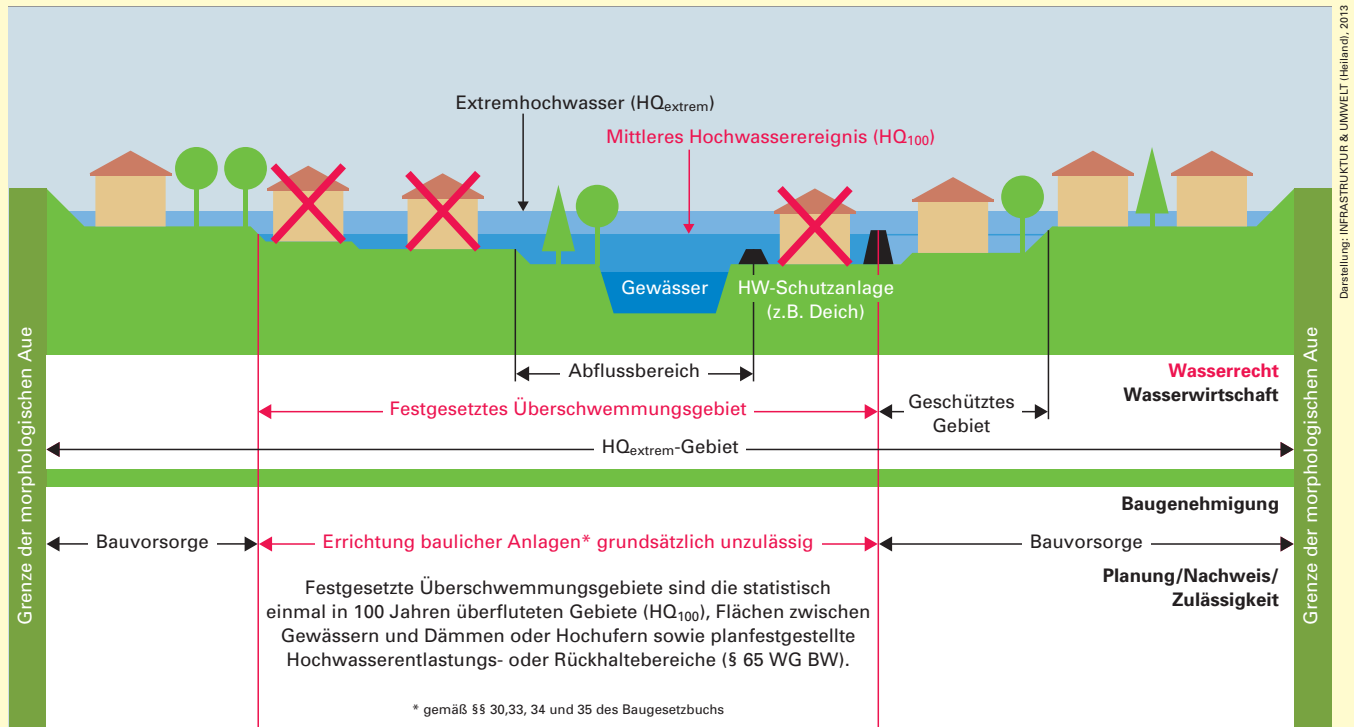 Darstellung: INFRASTRUKTUR & UMWELT (Heiland), 2013
Extremhochwasser (HQextrem)
Mittleres Hochwasserereignis (HQ100)
Gewässer
HW-Schutzanlage
(z.B. Deich)
Grenze der morphologischen Aue
Grenze der morphologischen Aue
Abflussbereich
Wasserrecht
Wasserwirtschaft
Festgesetztes Überschwemmungsgebiet
Geschütztes
Gebiet
HQextrem-Gebiet
Baugenehmigung
Bauvorsorge
Errichtung baulicher Anlagen* grundsätzlich unzulässig
Bauvorsorge
Planung/Nachweis/
Zulässigkeit
Festgesetzte Überschwemmungsgebiete sind die statistisch
einmal in 100 Jahren überfluteten Gebiete (HQ100), Flächen zwischen
Gewässern und Dämmen oder Hochufern sowie planfestgestellte
Hochwasserentlastungs- oder Rückhaltebereiche (§ 65 WG BW).
* gemäß §§ 30,33, 34 und 35 des Baugesetzbuchs